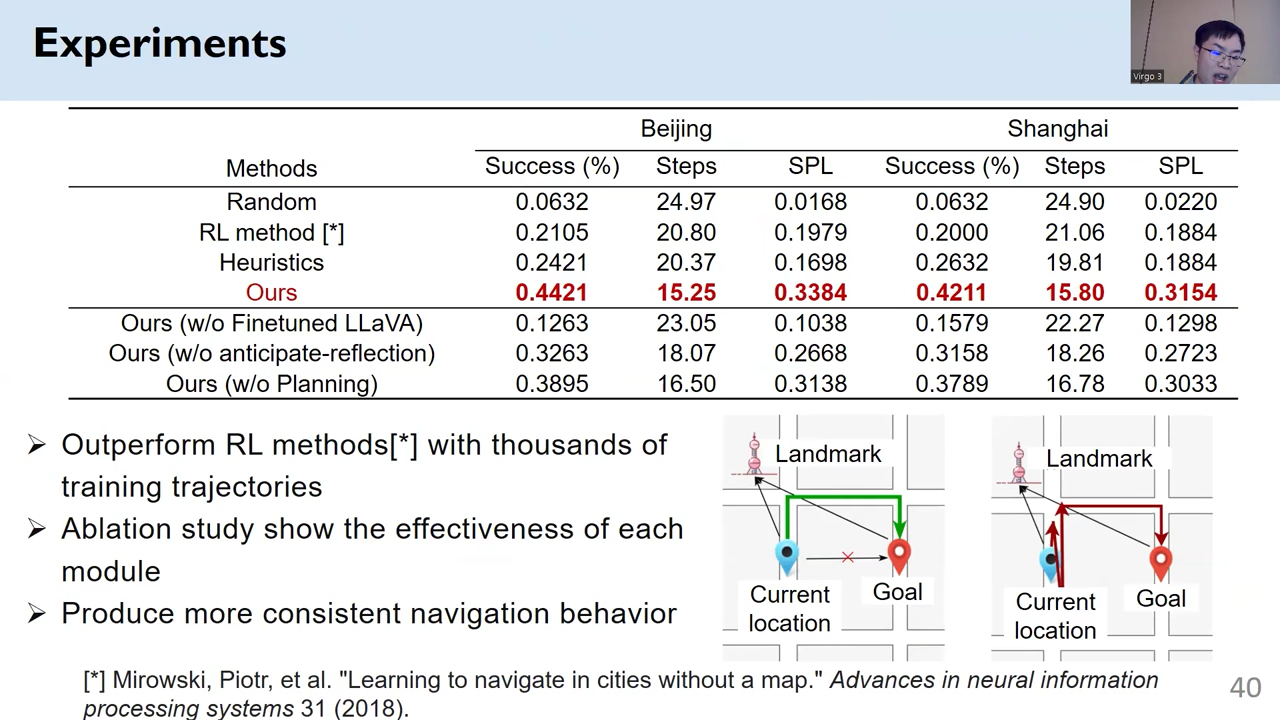 Experiments
Virgo 3
Beijing Shanghai
Methods Success (%) Steps SPL Success (%) Steps SPL
Random 0.0632 24.97 0.0168 0.0632 24.90 0.0220
RL method [*] 0.2105 20.80 0.1979 0.2000 21.06 0.1884
Heuristics 0.2421 20.37 0.1698 0.2632 19.81 0.1884
Ours 0.4421 15.25 0.3384 0.4211 15.80 0.3154
Ours (w/o Finetuned LLaVA) 0.1263 23.05 0.1038 0.1579 22.27 0.1298
Ours (w/o anticipate-reflection) 0.3263 18.07 0.2668 0.3158 18.26 0.2723
Ours (w/o Planning) 0.3895 16.50 0.3138 0.3789 16.78 0.3033
Outperform RL methods[*] with thousands of
training trajectories
Ablation study show the effectiveness of each
module
Produce more consistent navigation behavior
Landmark
Current
location
Goal
Landmark
Current
location
Goal
[*] Mirowski, Piotr, et al. "Learning to navigate in cities without a map." Advances in neural information
processing systems 31 (2018).
40